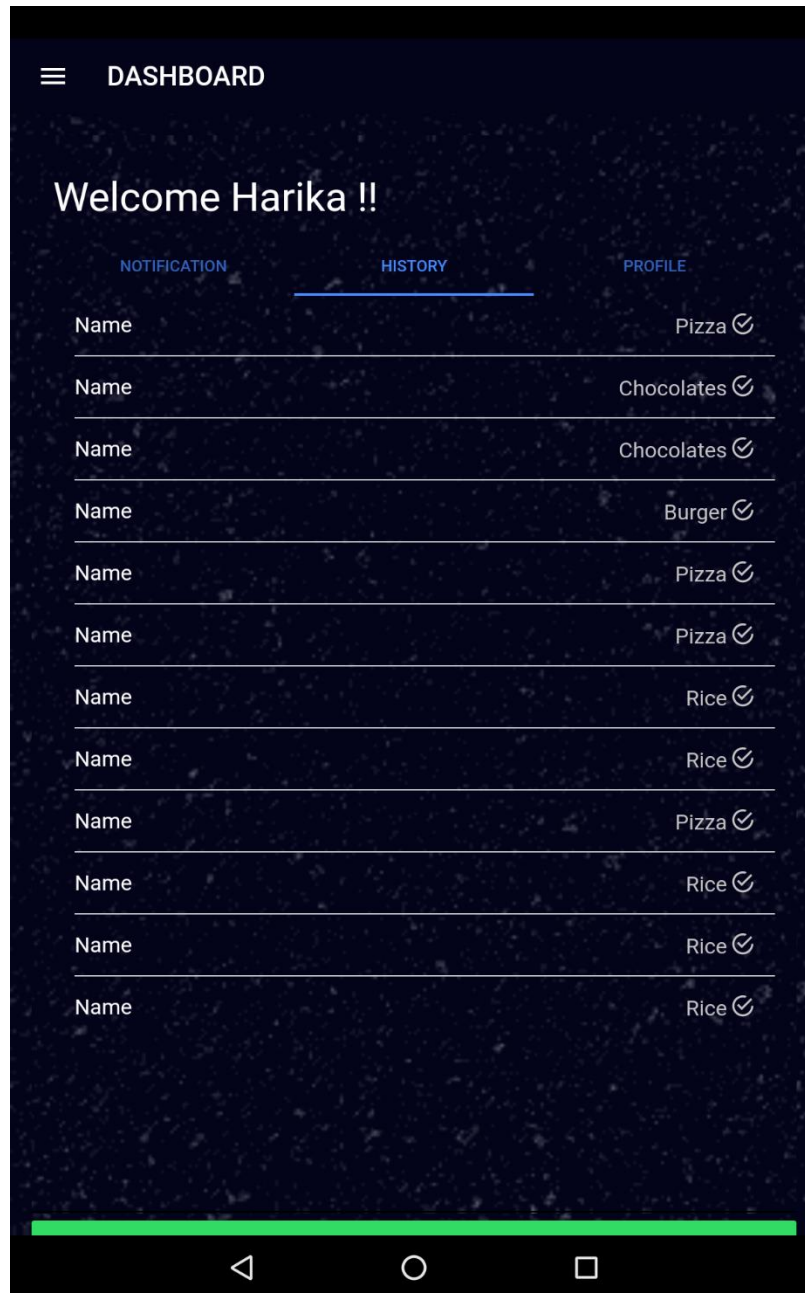 DASHBOARD
Welcome Harika !!
NOTIFICATION HISTORY PROFILE
Name Pizza
Name Chocolates
Name Chocolates
Name Burger
Name Pizza
Name Pizza
Name Rice
Name Rice
Name Pizza
Name Rice
Name Rice
Name Rice